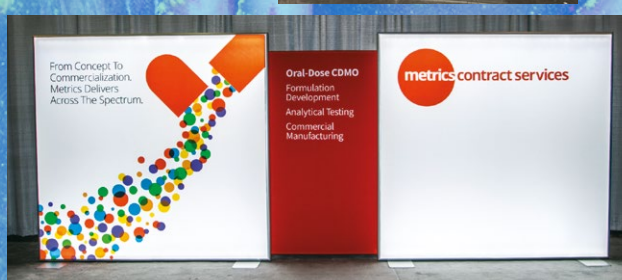 From Concept To
Commercialization.
Metrics Delivers
Across The Spectrum.
Oral-Dose CDMO
Formulation
Development
Analytical Testing
Commercial
Manufacturing
metrics contract services